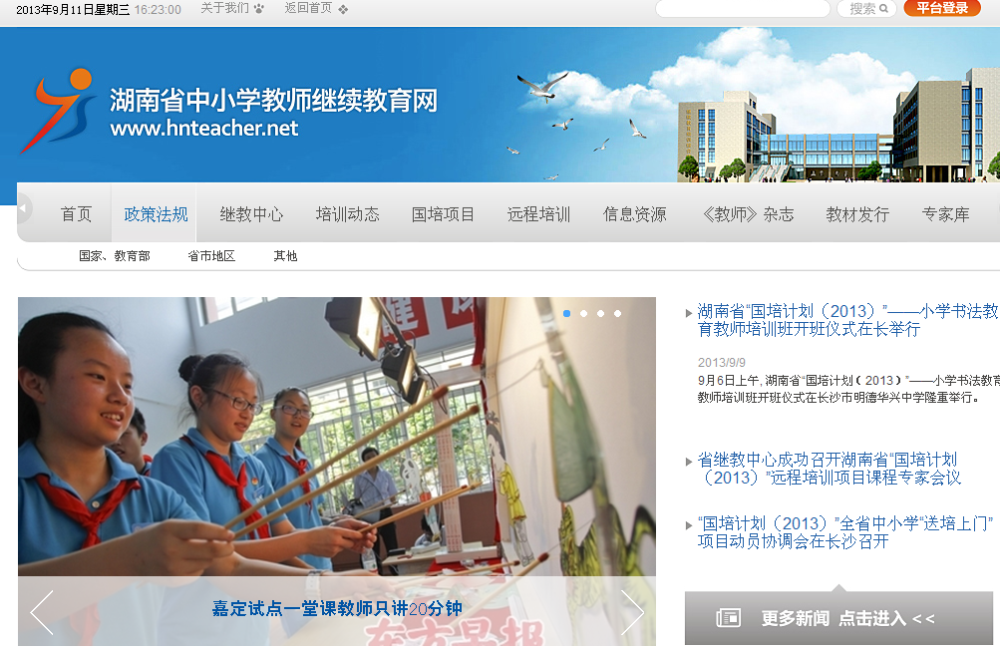 2013年9月11日星期三 16:23:00 关于我们 返回首页 搜索 平台登录
湖南省中小学教师继续教育网
www.hnteacher.net
首页 政策法规 继教中心 培训动态 国培项目 远程培训 信息资源 《教师》杂志 教材发行 专家库
国家、教育部 省市地区 其他
健
嘉定试点一堂课教师只讲20分钟
东方早报
湖南省“国培计划（2013）”——小学书法教
育教师培训班开班仪式在长举行
2013/9/9
9月6日上午,湖南省“国培计划（2013）”——小学书法教育
教师培训班开班仪式在长沙市明德华兴中学隆重举行。
省继教中心成功召开湖南省“国培计划
（2013）”远程培训项目课程专家会议
“国培计划（2013）”全省中小学“送培上门”
项目动员协调会在长沙召开
更多新闻 点击进入 < <